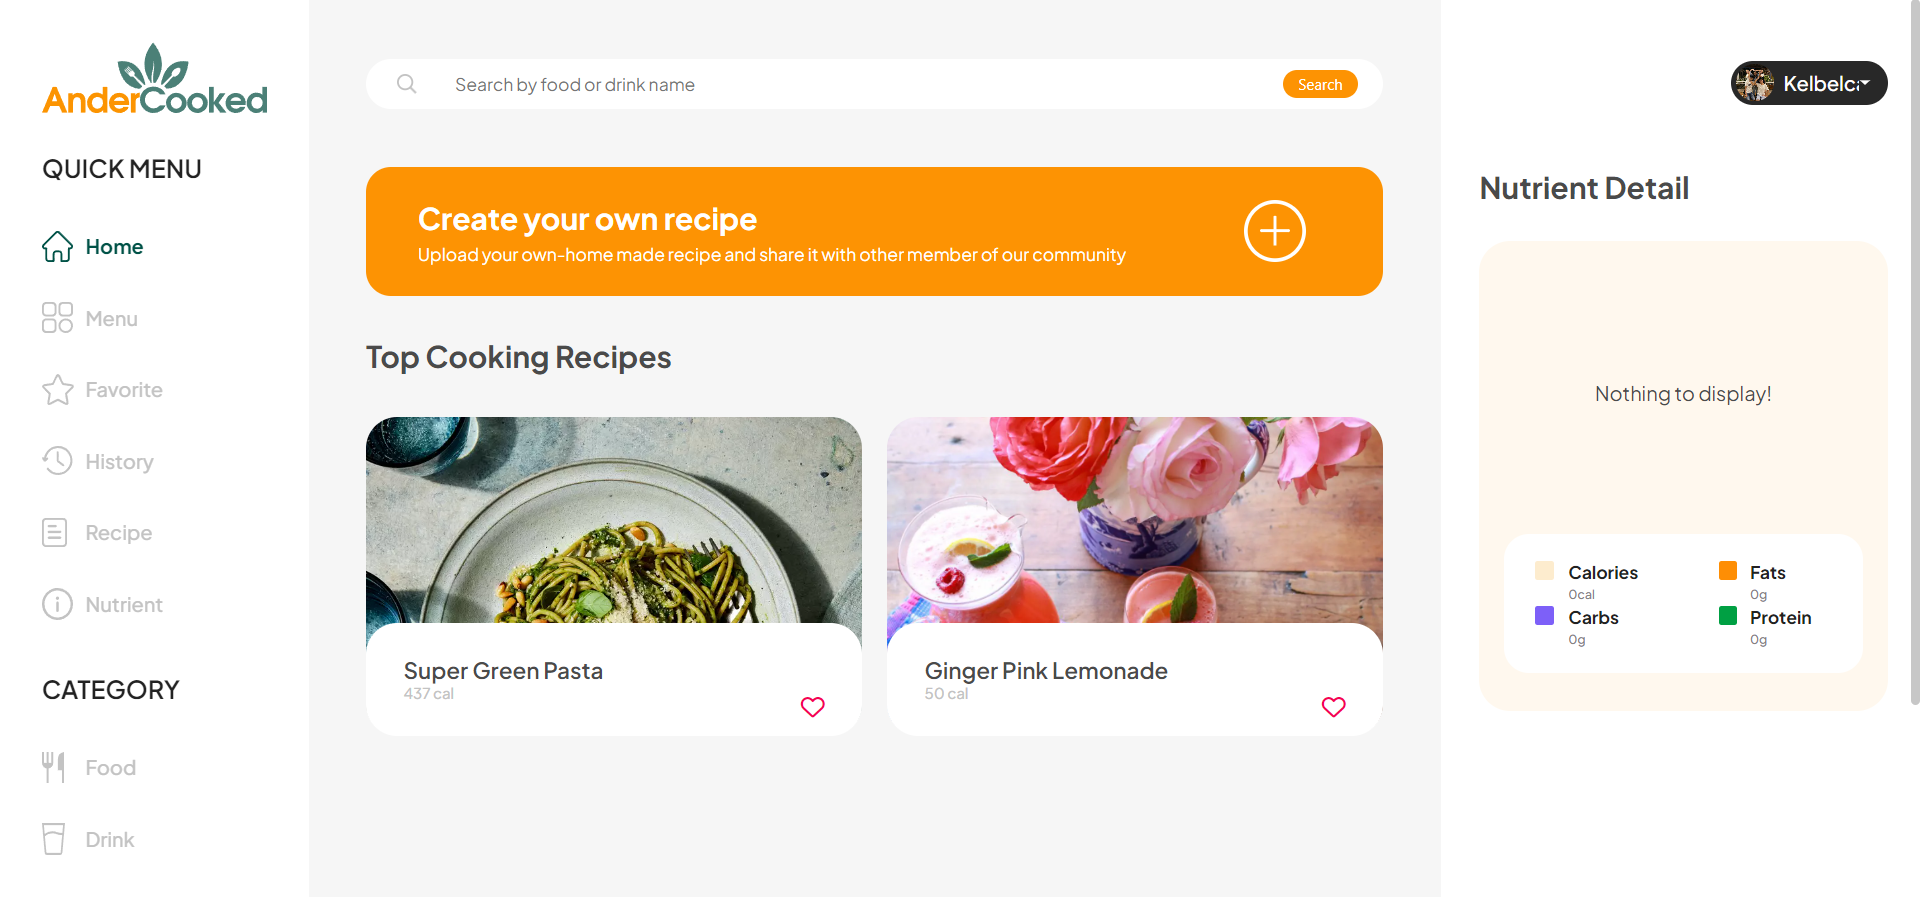 AnderCooked
QUICK MENU
Home
Menu
Favorite
History
Recipe
Nutrient
CATEGORY
Food
Drink
Search by food or drink name
Search
Create your own recipe
Upload your own-home made recipe and share it with other member of our community
Top Cooking Recipes
Super Green Pasta
437 cal
Ginger Pink Lemonade
50 cal
Kelbelc
Nutrient Detail
Nothing to display!
Calories
0cal
Fats
0g
Carbs
0g
Protein
0g